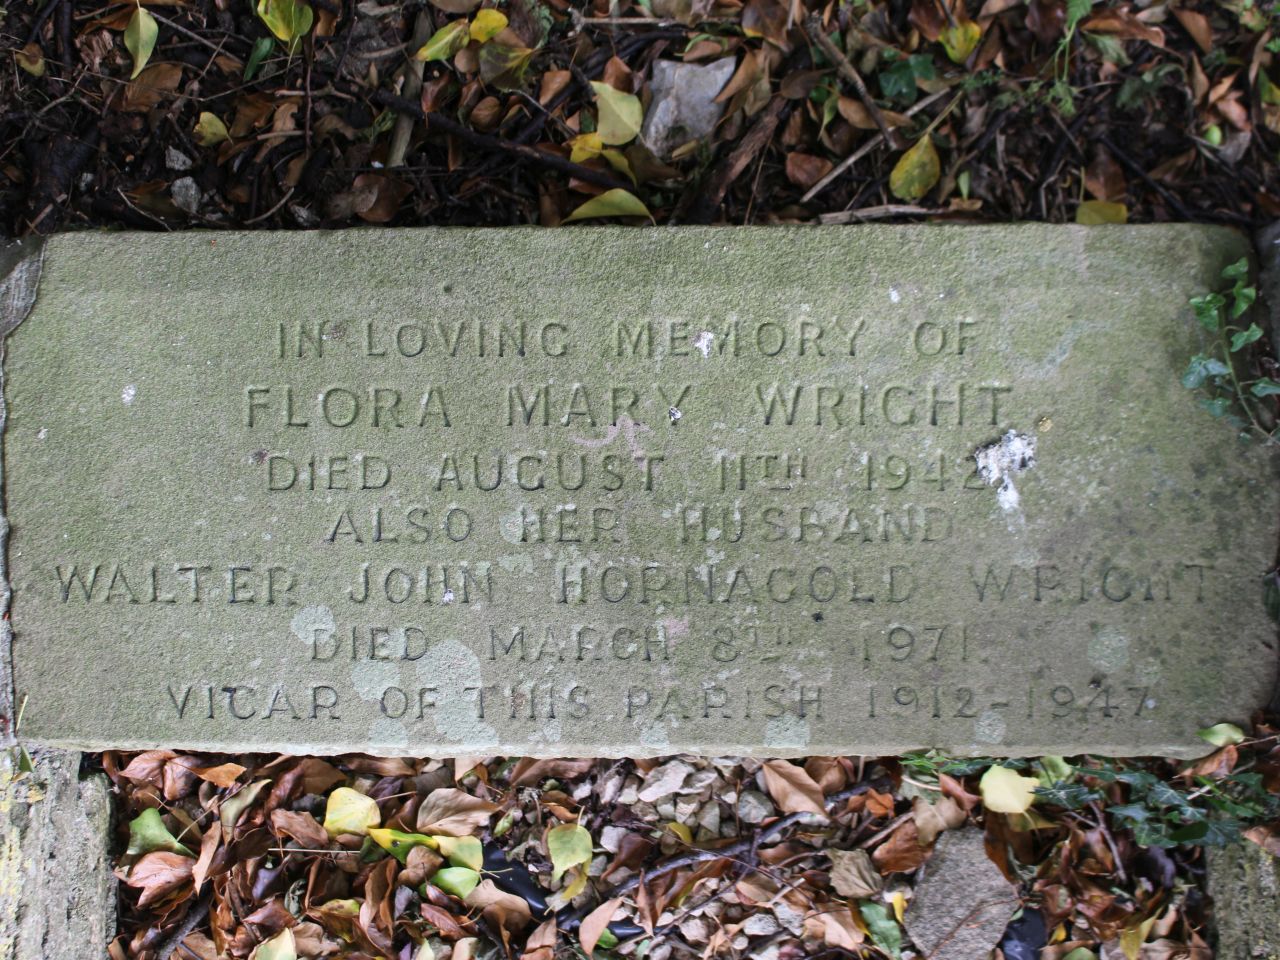 IN LOVING MEMORY OF
FLORA MARY WRIGHT
DIED AUGUST 11TH 1942
ALSO HER HUSBAND
WALTER JOHN HORNAGOLD WRIGHT
DIED MARCH 8TH 1971.
VICAR OF THIS PARISH 1912-1947.